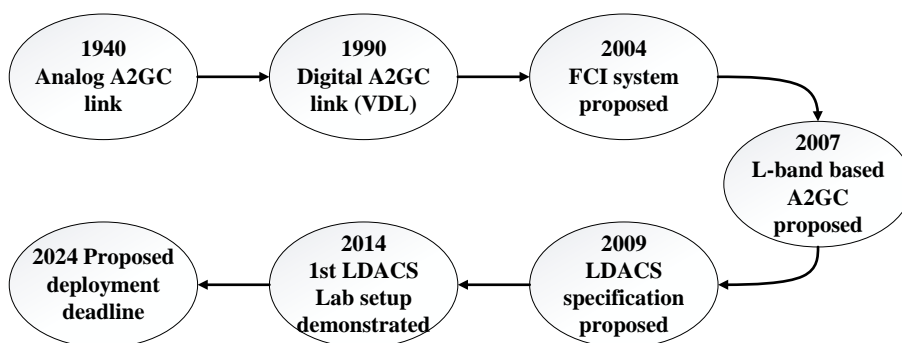 1940
Analog A2GC
link
1990
Digital A2GC
link (VDL)
2004
FCI system
proposed
2007
L-band based
A2GC
proposed
2009
LDACS
specification
proposed
2014
1st LDACS
Lab setup
demonstrated
2024 Proposed
deployment
deadline